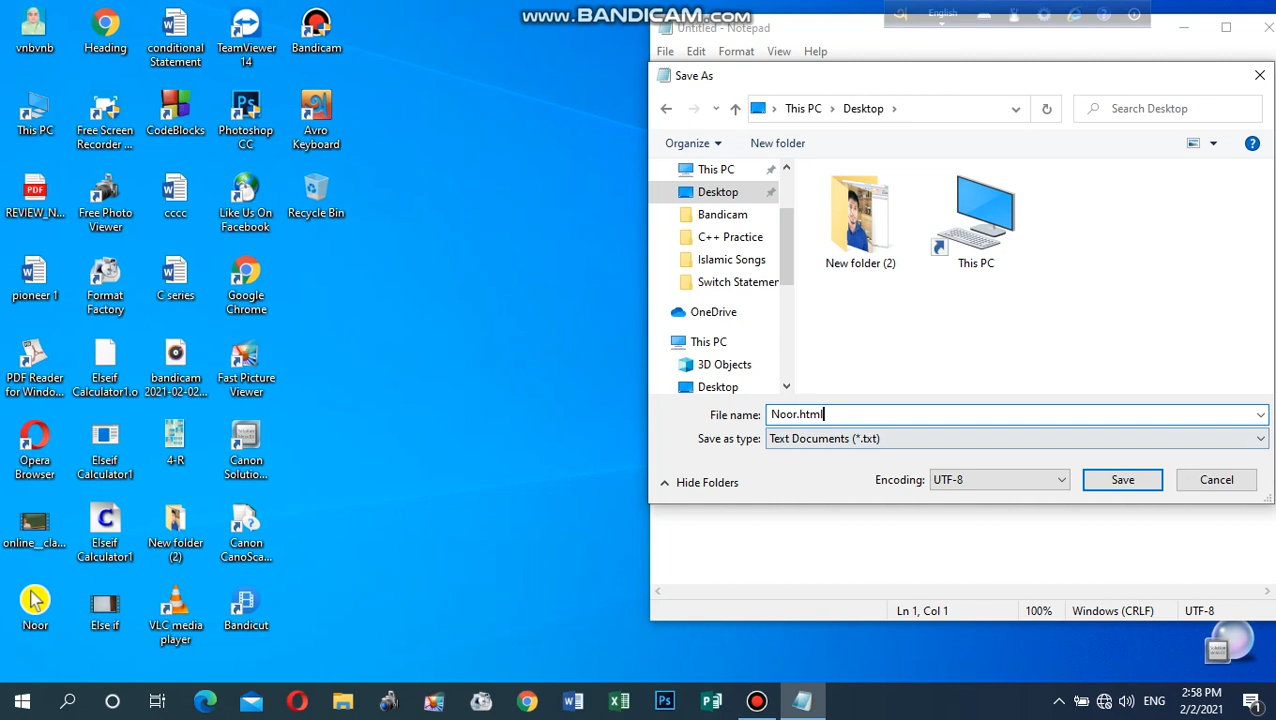 www.BANDICAM.com
English
vnbvnb
Heading
conditional
Statement
TeamViewer
14
Bandicam
This PC
Free Screen
Recorder ...
CodeBlocks
Photoshop
CC
Avro
Keyboard
REVIEW_N...
Free Photo
Viewer
cccc
Like Us On
Facebook
Recycle Bin
pioneer 1
Format
Factory
C series
Google
Chrome
PDF Reader
for Windo...
Elseif
Calculator1.o
bandicam
2021-02-02...
Fast Picture
Viewer
Opera
Browser
Elseif
Calculator1
4-R
Canon
Solutio...
online__cla...
Elseif
Calculator1
New folder
(2)
Canon
CanoSca...
Noor
Else if
VLC media
player
Bandicut
Untitled - Notepad
File Edit Format View Help
Save As
This PC › Desktop ›
Search Desktop
Organize New folder
This PC
Desktop
Bandicam
C++ Practice
Islamic Songs
Switch Statemer
OneDrive
This PC
3D Objects
Desktop
New folder (2)
This PC
File name: Noor.html
Save as type: Text Documents (*.txt)
Hide Folders
Encoding: UTF-8
Save
Cancel
Ln 1, Col 1 100% Windows (CRLF) UTF-8
ENG
2:58 PM
2/2/2021